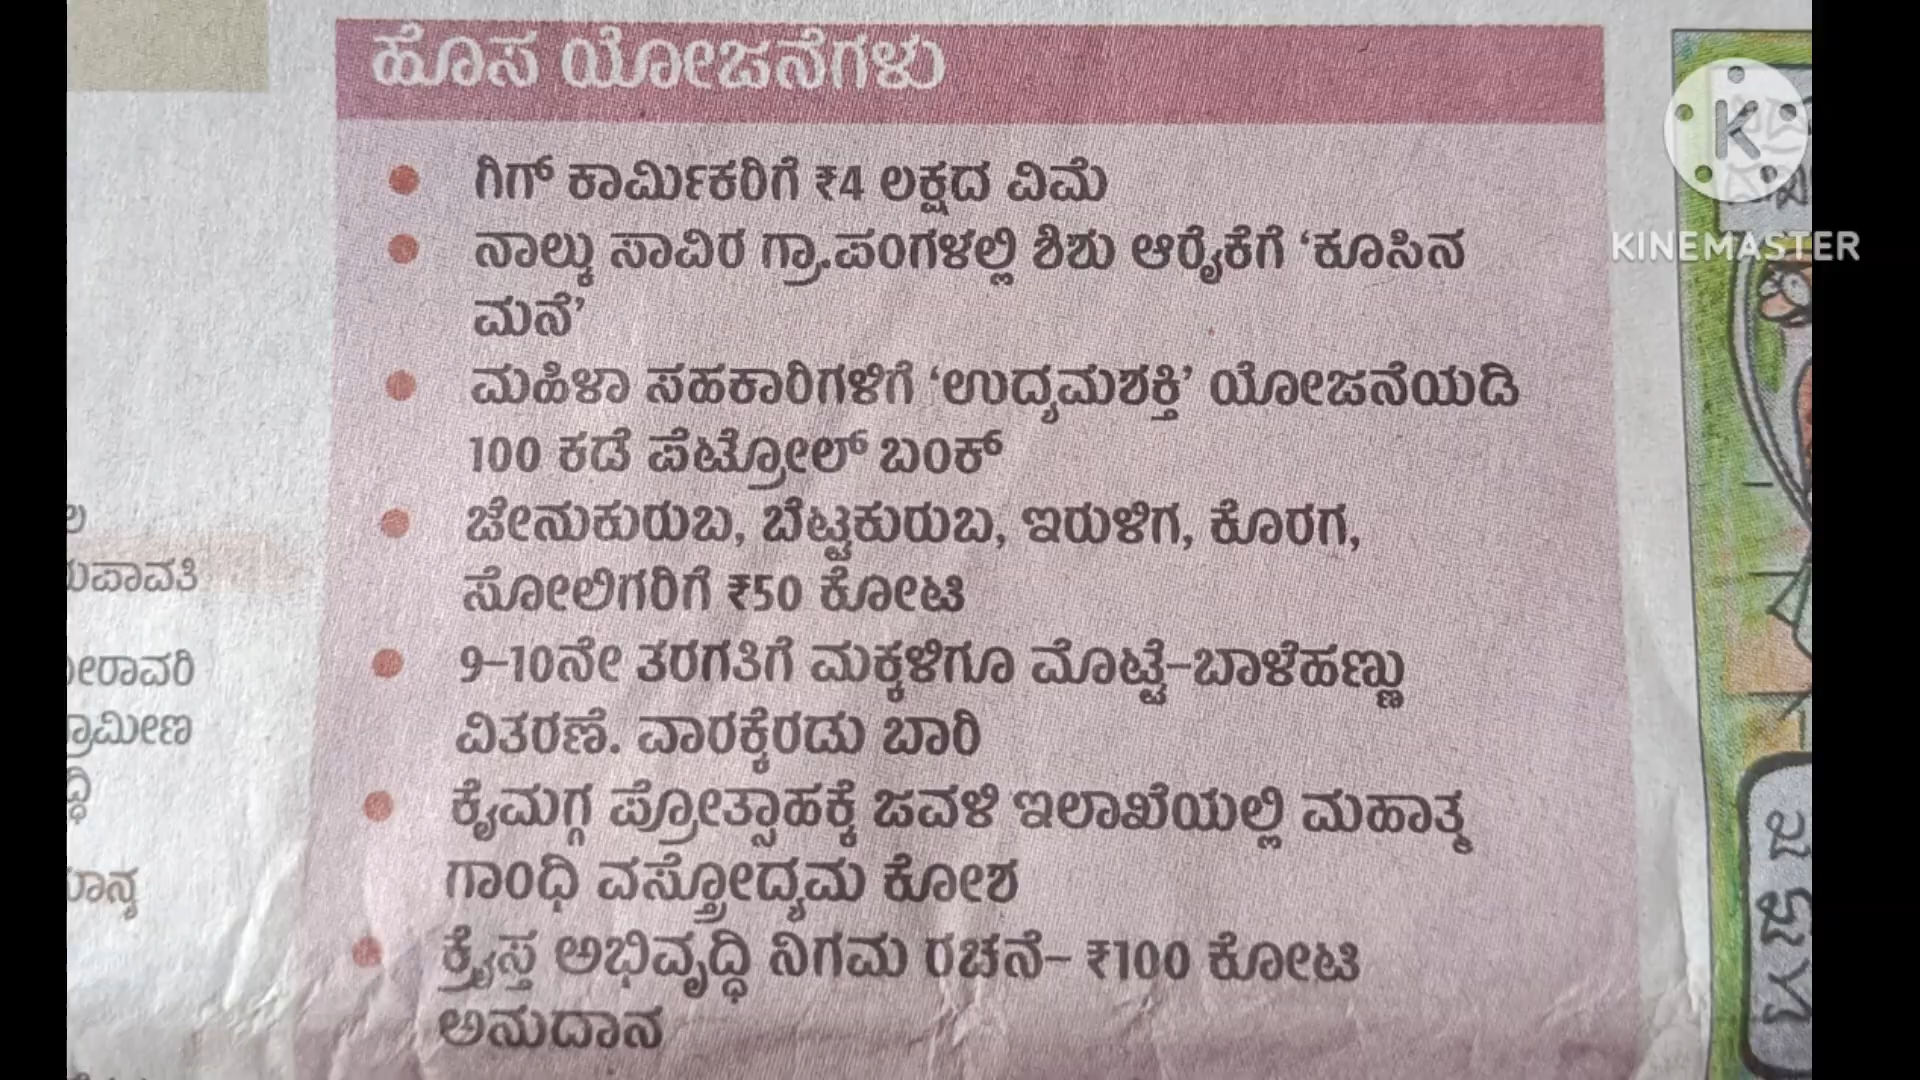 ಹೊಸ ಯೋಜನೆಗಳು
ಗಿಗ್ ಕಾರ್ಮಿಕರಿಗೆ ₹4 ಲಕ್ಷದ ವಿಮೆ
ನಾಲ್ಕು ಸಾವಿರ ಗ್ರಾ.ಪಂಗಳಲ್ಲಿ ಶಿಶು ಆರೈಕೆಗೆ ‘ಕೂಸಿನ
ಮನೆ’
ಮಹಿಳಾ ಸಹಕಾರಿಗಳಿಗೆ ‘ಉದ್ಯಮಶಕ್ತಿ’ ಯೋಜನೆಯಡಿ
100 ಕಡೆ ಪೆಟ್ರೋಲ್ ಬಂಕ್
ಜೇನುಕುರುಬ, ಬೆಟ್ಟಕುರುಬ, ಇರುಳಿಗ, ಕೊರಗ,
ಸೋಲಿಗರಿಗೆ ₹50 ಕೋಟಿ
9–10ನೇ ತರಗತಿಗೆ ಮಕ್ಕಳಿಗೂ ಮೊಟ್ಟೆ–ಬಾಳೆಹಣ್ಣು
ವಿತರಣೆ. ವಾರಕ್ಕೆರಡು ಬಾರಿ
ಕೈಮಗ್ಗ ಪ್ರೋತ್ಸಾಹಕ್ಕೆ ಜವಳಿ ಇಲಾಖೆಯಲ್ಲಿ ಮಹಾತ್ಮ
ಗಾಂಧಿ ವಸ್ತ್ರೋದ್ಯಮ ಕೋಶ
ಕ್ರೈಸ್ತ ಅಭಿವೃದ್ಧಿ ನಿಗಮ ರಚನೆ– ₹100 ಕೋಟಿ
ಅನುದಾನ
K
KINEMASTER